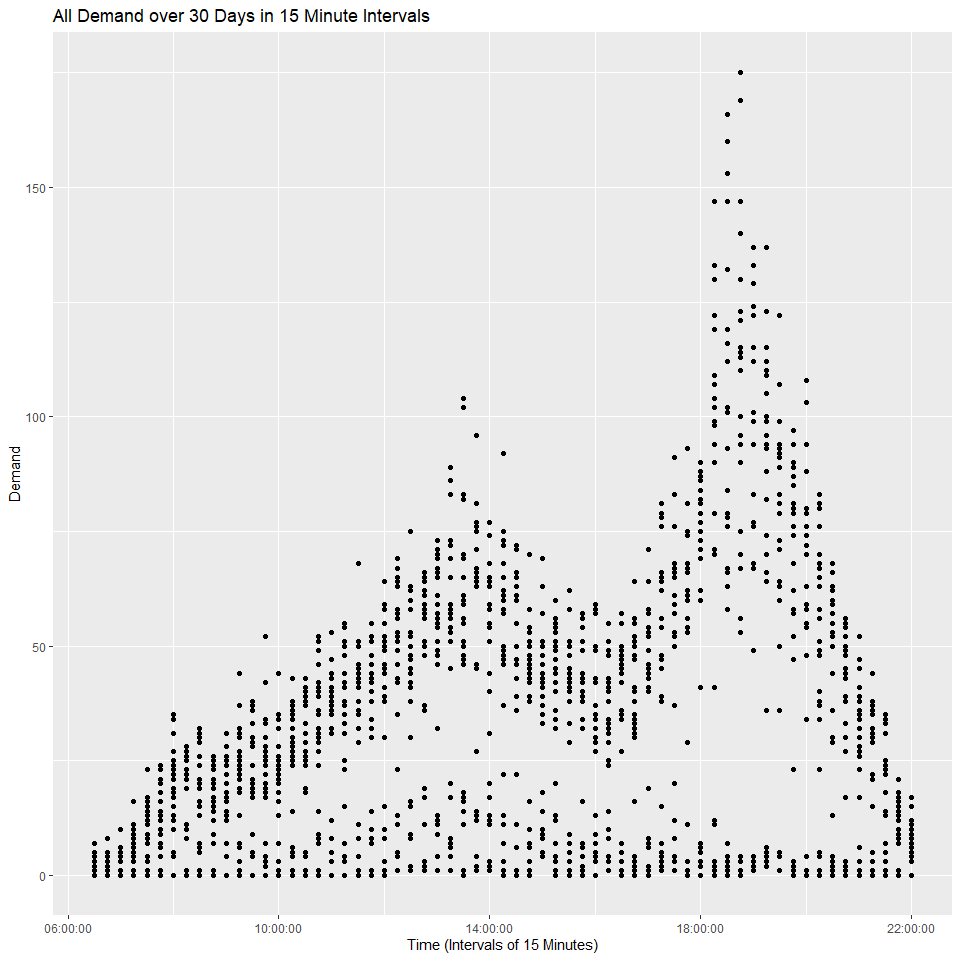 All Demand over 30 Days in 15 Minute Intervals
150
100
50
0
Demand
06:00:00 10:00:00 14:00:00 18:00:00 22:00:00
Time (Intervals of 15 Minutes)